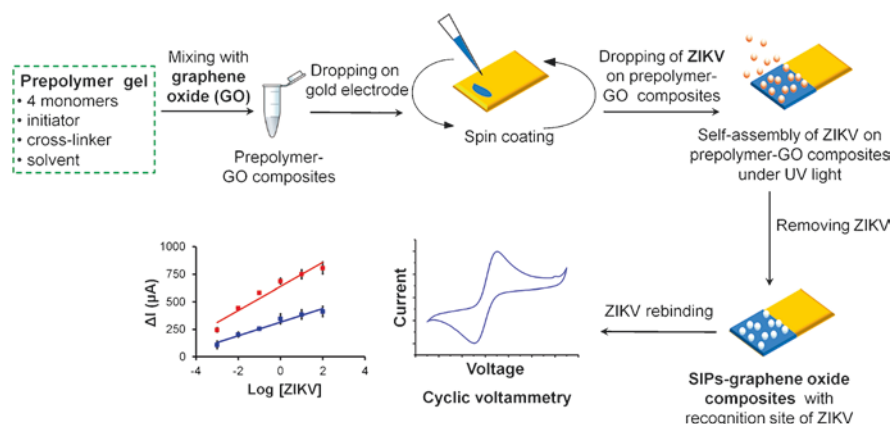 Prepolymer gel
• 4 monomers
• initiator
• cross-linker
• solvent
Mixing with
graphene
oxide (GO)
Prepolymer-
GO composites
Dropping on
gold electrode
Spin coating
Dropping of ZIKV
on prepolymer-
GO composites
Self-assembly of ZIKV on
prepolymer-GO composites
under UV light
Removing ZIKV
SIPs-graphene oxide
composites with
recognition site of ZIKV
ZIKV rebinding
Current
Voltage
Cyclic voltammetry
ΔI (µA)
1000
750
500
250
0
-4
-2
0
2
4
Log [ZIKV]